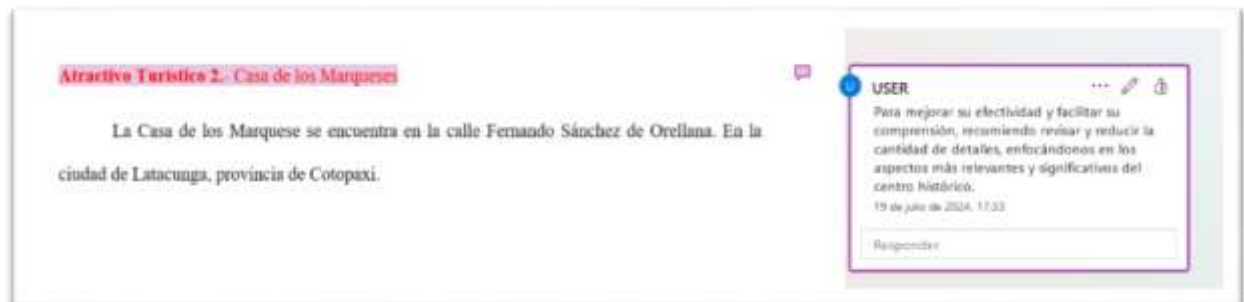 Atractivo Turístico 2. Casa de los Marqueses
La Casa de los Marquese se encuentra en la calle Fernando Sánchez de Orellana. En la
ciudad de Latacunga, provincia de Cotopaxi.
U USER
Para mejorar su efectividad y facilitar su
comprensión, recomiendo revisar y reducir la
cantidad de detalles, enfocándonos en los
aspectos más relevantes y significativos del
centro histórico.
19 de julio de 2024, 17:33
Responder